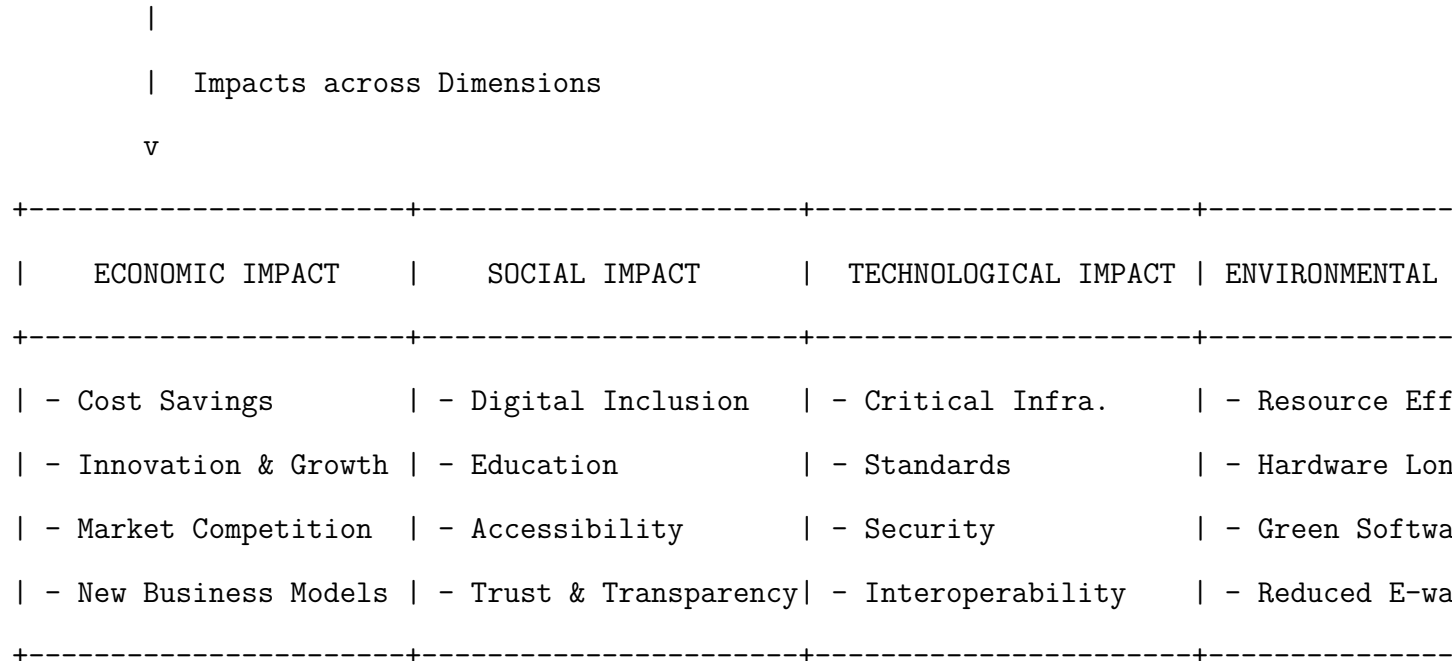 |
| Impacts across Dimensions
v
+-----------------------+-----------------------+-----------------------+---------------
| ECONOMIC IMPACT | SOCIAL IMPACT | TECHNOLOGICAL IMPACT | ENVIRONMENTAL
+-----------------------+-----------------------+-----------------------+---------------
| - Cost Savings | - Digital Inclusion | - Critical Infra. | - Resource Eff
| - Innovation & Growth | - Education | - Standards | - Hardware Lon
| - Market Competition | - Accessibility | - Security | - Green Softwa
| - New Business Models | - Trust & Transparency| - Interoperability | - Reduced E-wa
+-----------------------+-----------------------+-----------------------+---------------